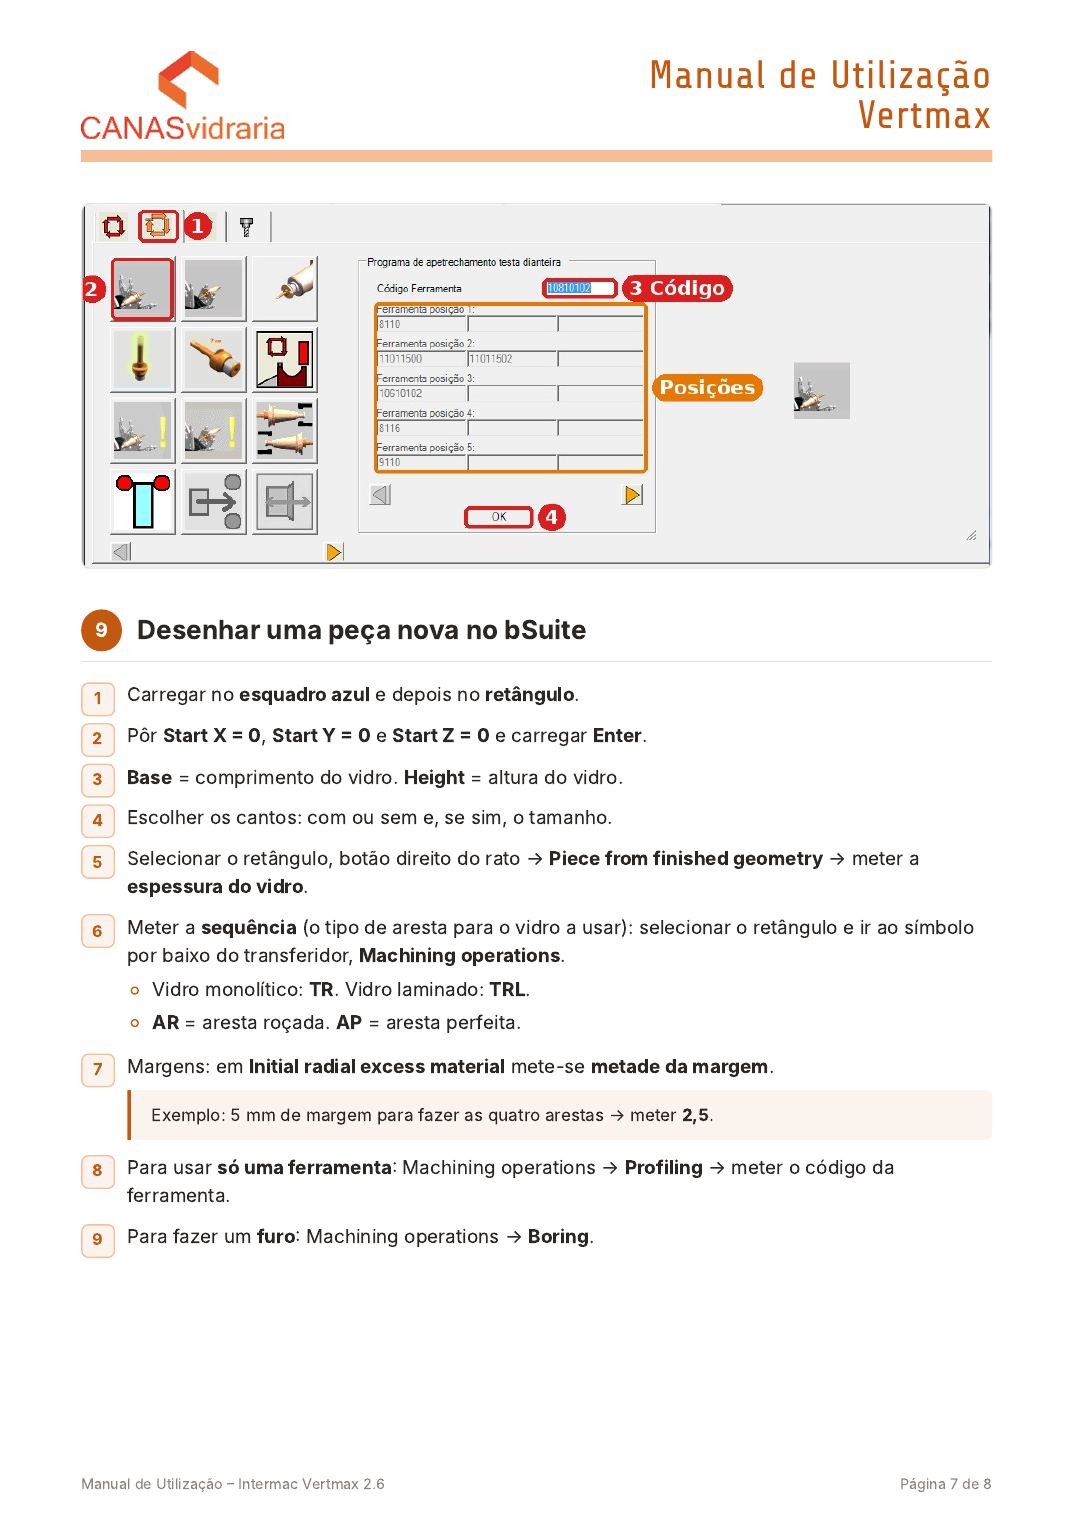 CANASvidraria
Manual de Utilização
Vertmax
1
2
Programa de apetrechamento testa dianteira
Código Ferramenta
10810102
3 Código
Ferramenta posição 1:
8110
Ferramenta posição 2:
11011500
11011502
Ferramenta posição 3:
10610102
Ferramenta posição 4:
8116
Ferramenta posição 5:
9110
Posições
OK
4
9 Desenhar uma peça nova no bSuite
1 Carregar no esquadro azul e depois no retângulo.
2 Pôr Start X = 0, Start Y = 0 e Start Z = 0 e carregar Enter.
3 Base = comprimento do vidro. Height = altura do vidro.
4 Escolher os cantos: com ou sem e, se sim, o tamanho.
5 Selecionar o retângulo, botão direito do rato → Piece from finished geometry → meter a
espessura do vidro.
6 Meter a sequência (o tipo de aresta para o vidro a usar): selecionar o retângulo e ir ao símbolo
por baixo do transferidor, Machining operations.
Vidro monolítico: TR. Vidro laminado: TRL.
AR = aresta roçada. AP = aresta perfeita.
7 Margens: em Initial radial excess material mete-se metade da margem.
Exemplo: 5 mm de margem para fazer as quatro arestas → meter 2,5.
8 Para usar só uma ferramenta: Machining operations → Profiling → meter o código da
ferramenta.
9 Para fazer um furo: Machining operations → Boring.
Manual de Utilização – Intermac Vertmax 2.6
Página 7 de 8